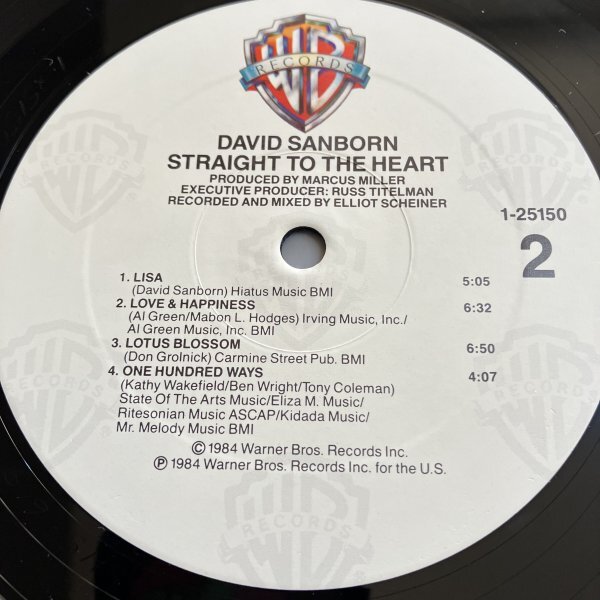 WB
RECORDS
DAVID SANBORN
STRAIGHT TO THE HEART
PRODUCED BY MARCUS MILLER
EXECUTIVE PRODUCER: RUSS TITELMAN
RECORDED AND MIXED BY ELLIOT SCHEINER
1-25150
2
1. LISA 5:05
(David Sanborn) Hiatus Music BMI
2. LOVE & HAPPINESS 6:32
(Al Green/Mabon L. Hodges) Irving Music, Inc./
Al Green Music, Inc. BMI
3. LOTUS BLOSSOM 6:50
(Don Grolnick) Carmine Street Pub. BMI
4. ONE HUNDRED WAYS 4:07
(Kathy Wakefield/Ben Wright/Tony Coleman)
State Of The Arts Music/Eliza M. Music/
Ritesonian Music ASCAP/Kidada Music/
Mr. Melody Music BMI
© 1984 Warner Bros. Records Inc.
℗ 1984 Warner Bros. Records Inc. for the U.S.